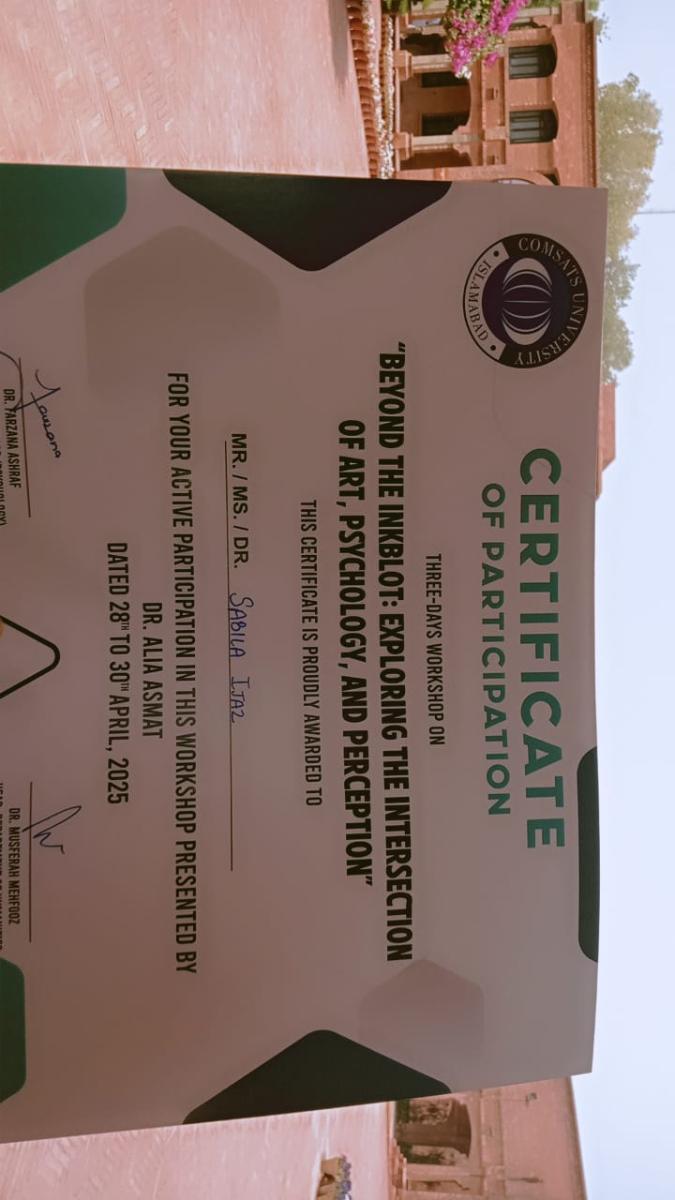 COMSATS UNIVERSITY
• ISLAMABAD •
CERTIFICATE
OF PARTICIPATION
THREE-DAYS WORKSHOP ON
“BEYOND THE INKBLOT: EXPLORING THE INTERSECTION
OF ART, PSYCHOLOGY, AND PERCEPTION”
THIS CERTIFICATE IS PROUDLY AWARDED TO
MR. / MS. / DR. SABILA IJAZ
FOR YOUR ACTIVE PARTICIPATION IN THIS WORKSHOP PRESENTED BY
DR. ALIA ASMAT
DATED 28TH TO 30TH APRIL, 2025
Farzana
DR. FARZANA ASHRAF
DR. MUSFERAH MEHFOOZ